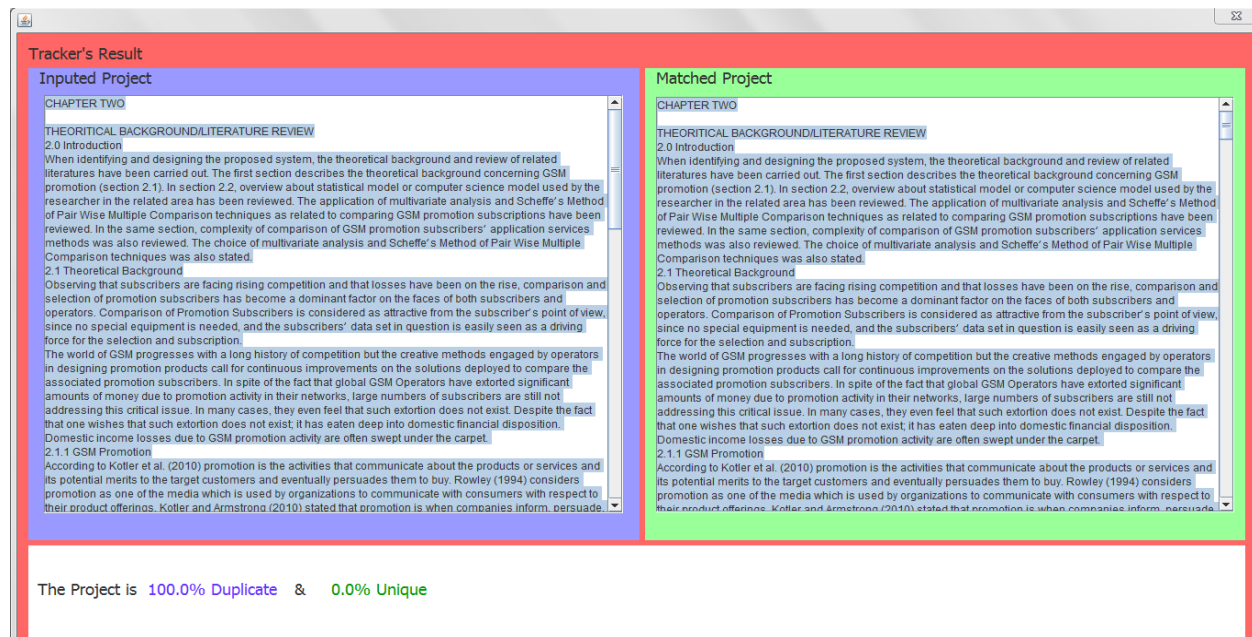 Tracker's Result
Inputed Project
CHAPTER TWO
THEORITICAL BACKGROUND/LITERATURE REVIEW
2.0 Introduction
When identifying and designing the proposed system, the theoretical background and review of related
literatures have been carried out. The first section describes the theoretical background concerning GSM
promotion (section 2.1). In section 2.2, overview about statistical model or computer science model used by the
researcher in the related area has been reviewed. The application of multivariate analysis and Scheffe's Method
of Pair Wise Multiple Comparison techniques as related to comparing GSM promotion subscriptions have been
reviewed. In the same section, complexity of comparison of GSM promotion subscribers' application services
methods was also reviewed. The choice of multivariate analysis and Scheffe's Method of Pair Wise Multiple
Comparison techniques was also stated.
2.1 Theoretical Background
Observing that subscribers are facing rising competition and that losses have been on the rise, comparison and
selection of promotion subscribers has become a dominant factor on the faces of both subscribers and
operators. Comparison of Promotion Subscribers is considered as attractive from the subscriber's point of view,
since no special equipment is needed, and the subscribers' data set in question is easily seen as a driving
force for the selection and subscription.
The world of GSM progresses with a long history of competition but the creative methods engaged by operators
in designing promotion products call for continuous improvements on the solutions deployed to compare the
associated promotion subscribers. In spite of the fact that global GSM Operators have extorted significant
amounts of money due to promotion activity in their networks, large numbers of subscribers are still not
addressing this critical issue. In many cases, they even feel that such extortion does not exist. Despite the fact
that one wishes that such extortion does not exist; it has eaten deep into domestic financial disposition.
Domestic income losses due to GSM promotion activity are often swept under the carpet.
2.1.1 GSM Promotion
According to Kotler et al. (2010) promotion is the activities that communicate about the products or services and
its potential merits to the target customers and eventually persuades them to buy. Rowley (1994) considers
promotion as one of the media which is used by organizations to communicate with consumers with respect to
their product offerings. Kotler and Armstrong (2010) stated that promotion is when companies inform, persuade,
Matched Project
CHAPTER TWO
THEORITICAL BACKGROUND/LITERATURE REVIEW
2.0 Introduction
When identifying and designing the proposed system, the theoretical background and review of related
literatures have been carried out. The first section describes the theoretical background concerning GSM
promotion (section 2.1). In section 2.2, overview about statistical model or computer science model used by the
researcher in the related area has been reviewed. The application of multivariate analysis and Scheffe's Method
of Pair Wise Multiple Comparison techniques as related to comparing GSM promotion subscriptions have been
reviewed. In the same section, complexity of comparison of GSM promotion subscribers' application services
methods was also reviewed. The choice of multivariate analysis and Scheffe's Method of Pair Wise Multiple
Comparison techniques was also stated.
2.1 Theoretical Background
Observing that subscribers are facing rising competition and that losses have been on the rise, comparison and
selection of promotion subscribers has become a dominant factor on the faces of both subscribers and
operators. Comparison of Promotion Subscribers is considered as attractive from the subscriber's point of view,
since no special equipment is needed, and the subscribers' data set in question is easily seen as a driving
force for the selection and subscription.
The world of GSM progresses with a long history of competition but the creative methods engaged by operators
in designing promotion products call for continuous improvements on the solutions deployed to compare the
associated promotion subscribers. In spite of the fact that global GSM Operators have extorted significant
amounts of money due to promotion activity in their networks, large numbers of subscribers are still not
addressing this critical issue. In many cases, they even feel that such extortion does not exist. Despite the fact
that one wishes that such extortion does not exist; it has eaten deep into domestic financial disposition.
Domestic income losses due to GSM promotion activity are often swept under the carpet.
2.1.1 GSM Promotion
According to Kotler et al. (2010) promotion is the activities that communicate about the products or services and
its potential merits to the target customers and eventually persuades them to buy. Rowley (1994) considers
promotion as one of the media which is used by organizations to communicate with consumers with respect to
their product offerings. Kotler and Armstrong (2010) stated that promotion is when companies inform, persuade,
The Project is 100.0% Duplicate & 0.0% Unique